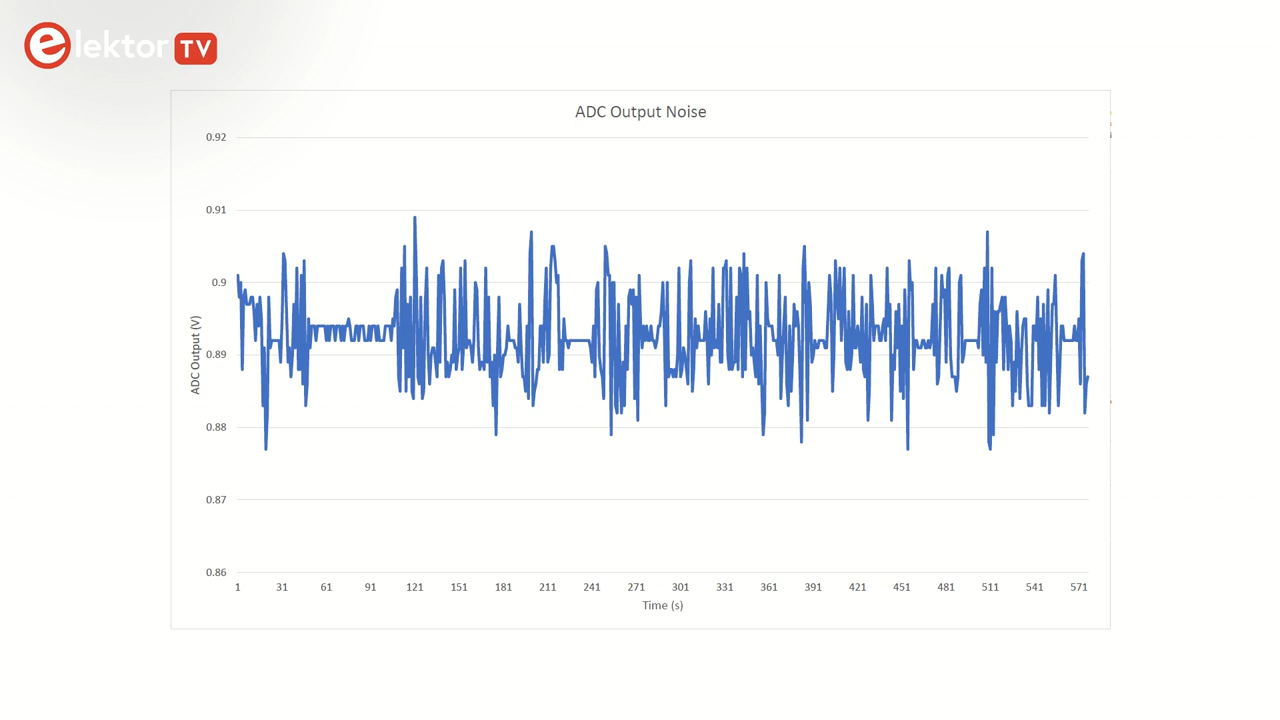 elektor TV
ADC Output Noise
0.92
0.91
0.9
0.89
0.88
0.87
0.86
ADC Output (V)
1 31 61 91 121 151 181 211 241 271 301 331 361 391 421 451 481 511 541 571
Time (s)